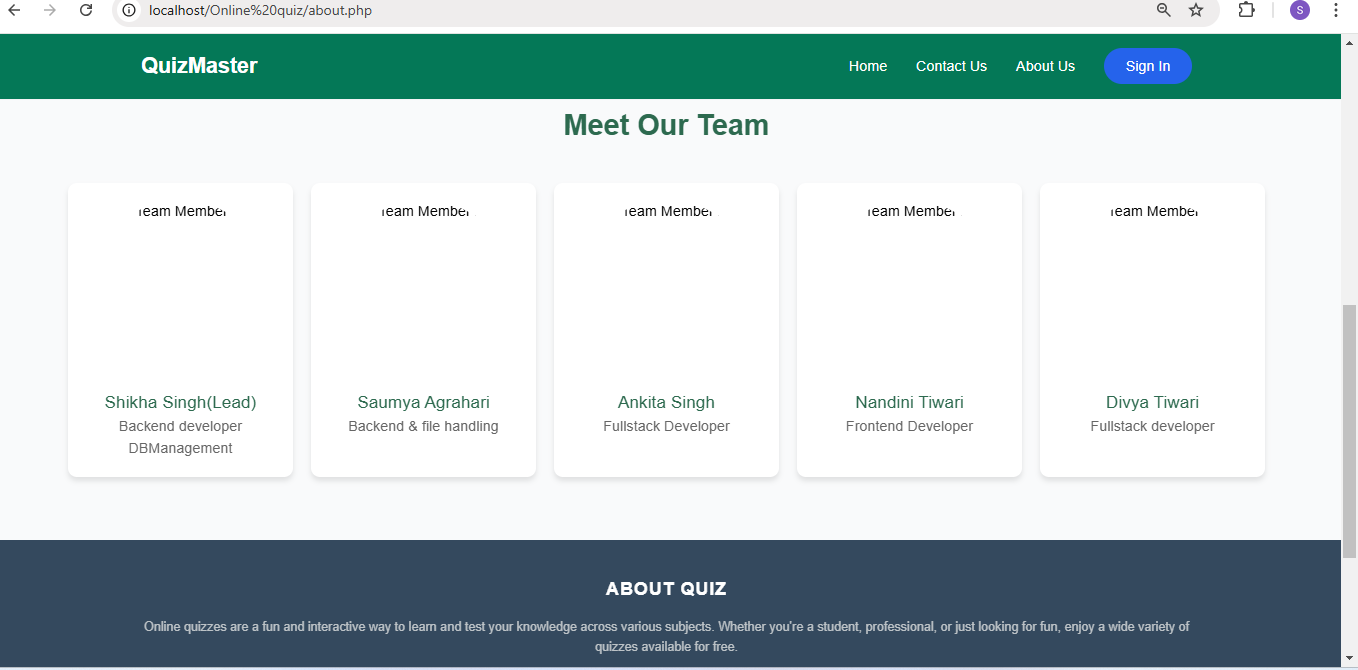 localhost/Online%20quiz/about.php
S
QuizMaster
Home Contact Us About Us Sign In
Meet Our Team
Team Member Team Member Team Member Team Member Team Member
Shikha Singh(Lead) Saumya Agrahari Ankita Singh Nandini Tiwari Divya Tiwari
Backend developer Backend & file handling Fullstack Developer Frontend Developer Fullstack developer
DBManagement
ABOUT QUIZ
Online quizzes are a fun and interactive way to learn and test your knowledge across various subjects. Whether you're a student, professional, or just looking for fun, enjoy a wide variety of
quizzes available for free.